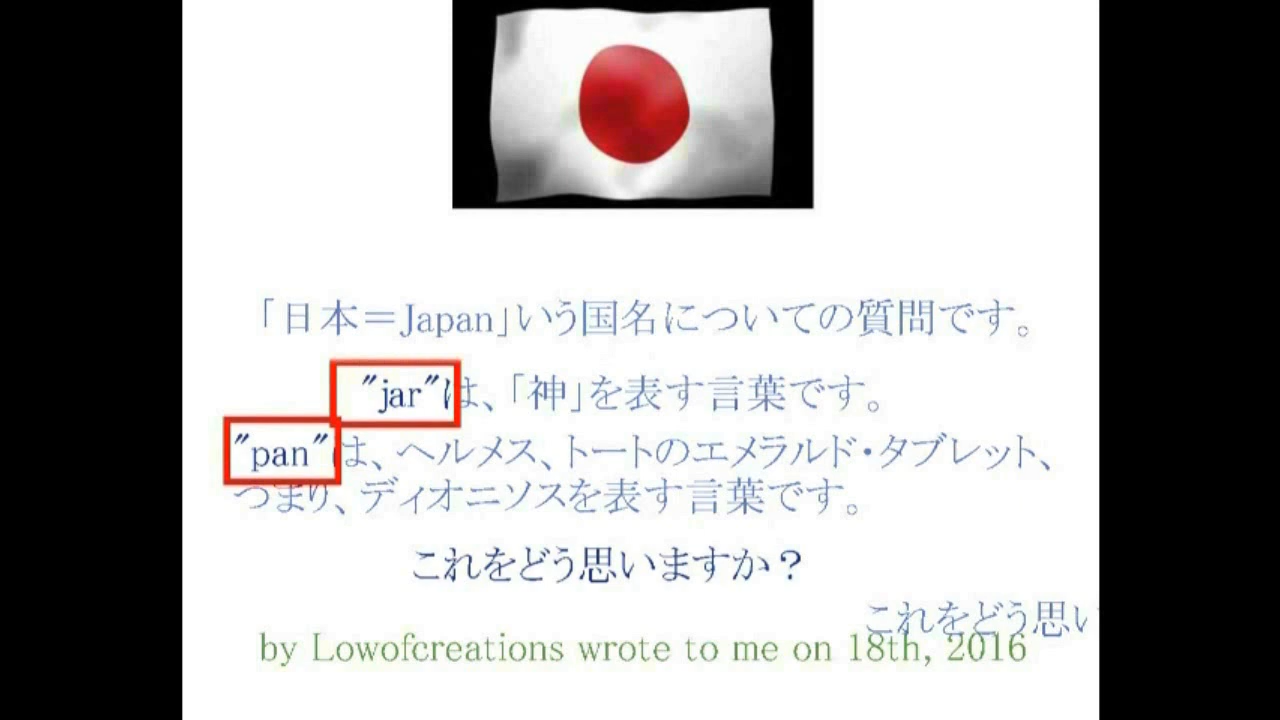 「日本＝Japan」いう国名についての質問です。
"jar"は、「神」を表す言葉です。
"pan"は、ヘルメス、トートのエメラルド・タブレット、
つまり、ディオニソスを表す言葉です。
これをどう思いますか？
これをどう思い
by Lowofcreations wrote to me on 18th, 2016